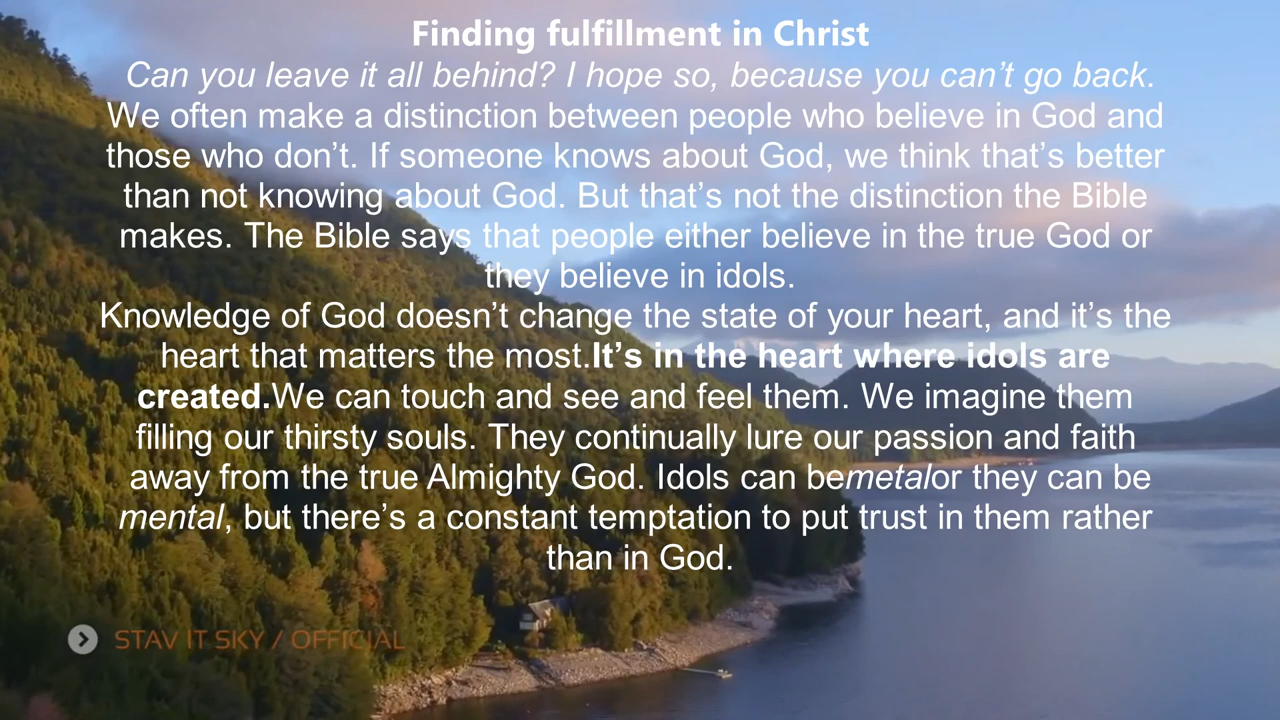 Finding fulfillment in Christ
Can you leave it all behind? I hope so, because you can’t go back.
We often make a distinction between people who believe in God and
those who don’t. If someone knows about God, we think that’s better
than not knowing about God. But that’s not the distinction the Bible
makes. The Bible says that people either believe in the true God or
they believe in idols.
Knowledge of God doesn’t change the state of your heart, and it’s the
heart that matters the most.It’s in the heart where idols are
created.We can touch and see and feel them. We imagine them
filling our thirsty souls. They continually lure our passion and faith
away from the true Almighty God. Idols can bemetalor they can be
mental, but there’s a constant temptation to put trust in them rather
than in God.
STAV IT SKY / OFFICIAL